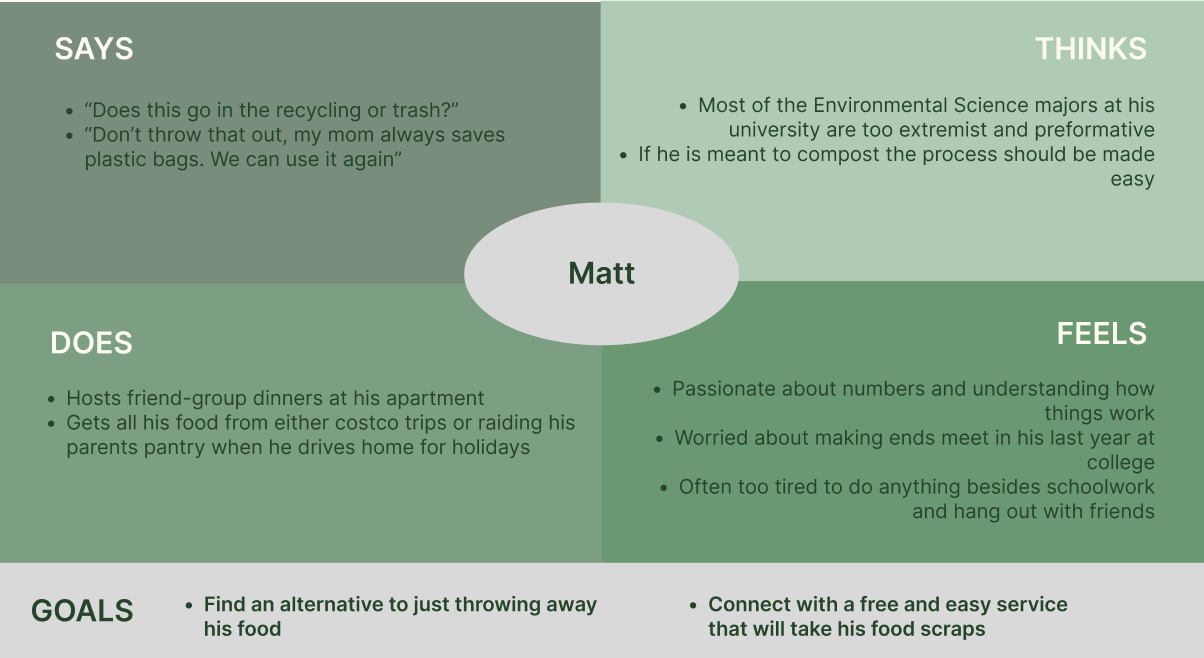 SAYS
• “Does this go in the recycling or trash?”
• “Don’t throw that out, my mom always saves
plastic bags. We can use it again”
THINKS
• Most of the Environmental Science majors at his
university are too extremist and preformative
• If he is meant to compost the process should be made
easy
Matt
DOES
• Hosts friend-group dinners at his apartment
• Gets all his food from either costco trips or raiding his
parents pantry when he drives home for holidays
FEELS
• Passionate about numbers and understanding how
things work
• Worried about making ends meet in his last year at
college
• Often too tired to do anything besides schoolwork
and hang out with friends
GOALS
• Find an alternative to just throwing away
his food
• Connect with a free and easy service
that will take his food scraps